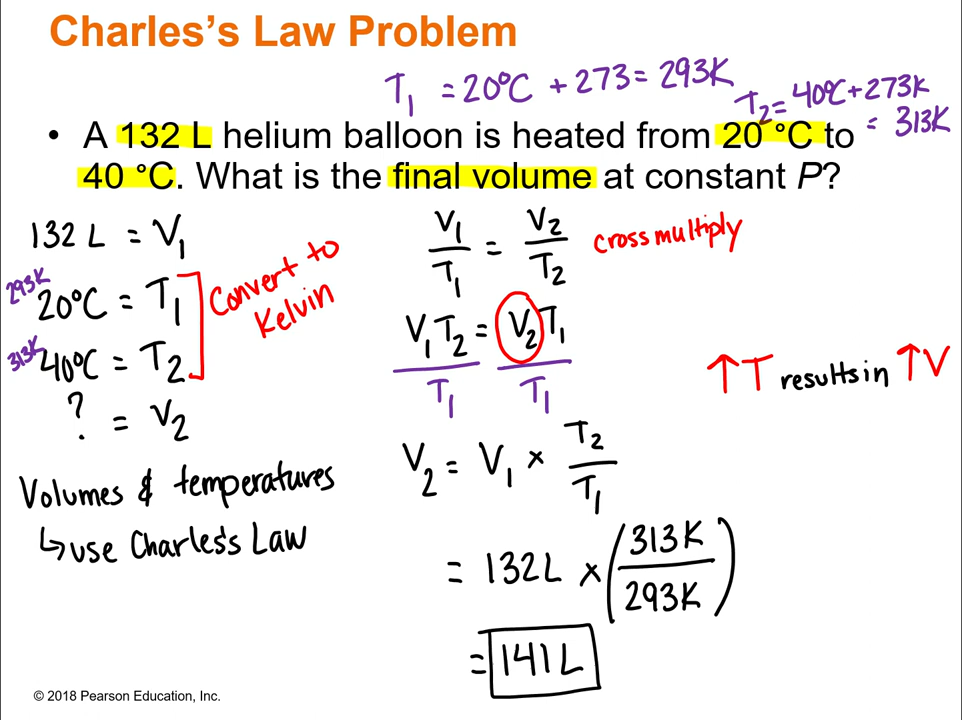 Charles's Law Problem
T₁ = 20°C + 273 = 293K
T₂ = 40°C + 273K
= 313K
• A 132 L helium balloon is heated from 20 °C to
40 °C. What is the final volume at constant P?
132 L = V₁
293K
20°C = T₁
313K
40°C = T₂
? = V₂
Convert to
Kelvin
Volumes & temperatures
↳ use Charles's Law
V₁/T₁ = V₂/T₂
cross multiply
V₁T₂ = V₂T₁
T₁ T₁
V₂ = V₁ × T₂/T₁
= 132L × (313K/293K)
= 141L
↑T results in ↑V
© 2018 Pearson Education, Inc.